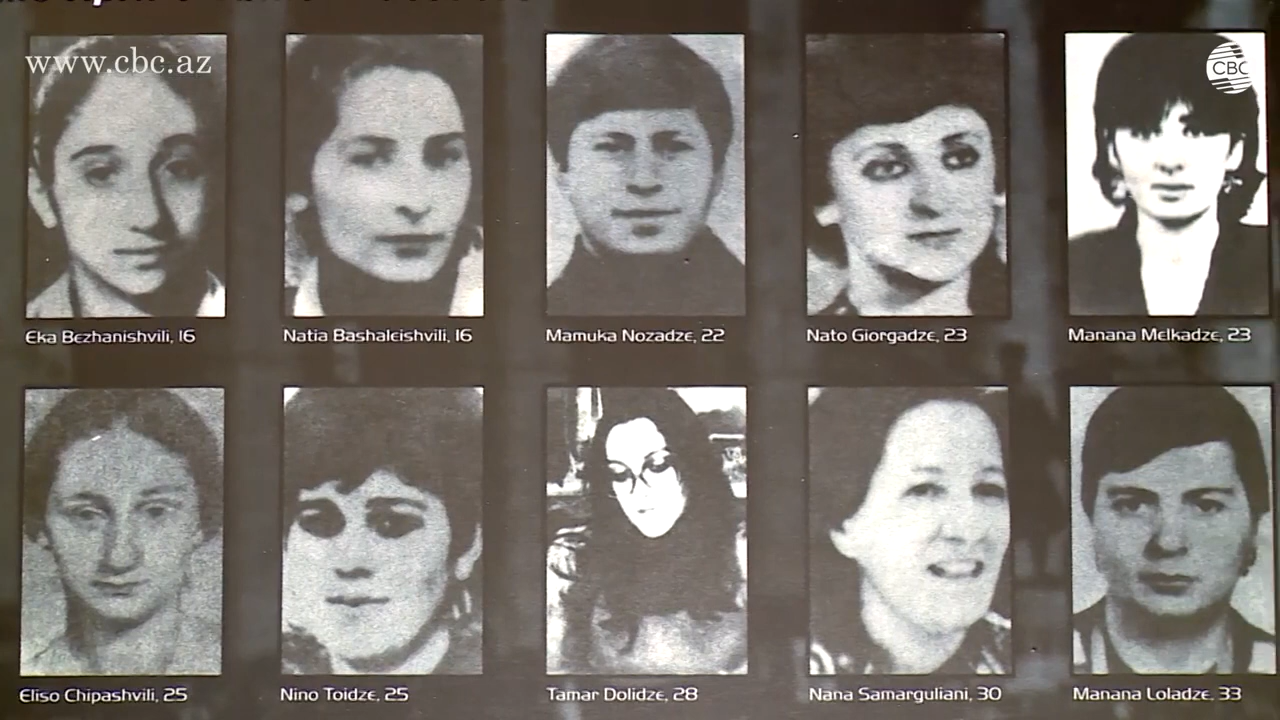 www.cbc.az
CBC
Eka Bezhanishvili, 16
Natia Bashaleishvili, 16
Mamuka Nozadze, 22
Nato Giorgadze, 23
Manana Melkadze, 23
Eliso Chipashvili, 25
Nino Toidze, 25
Tamar Dolidze, 28
Nana Samarguliani, 30
Manana Loladze, 33